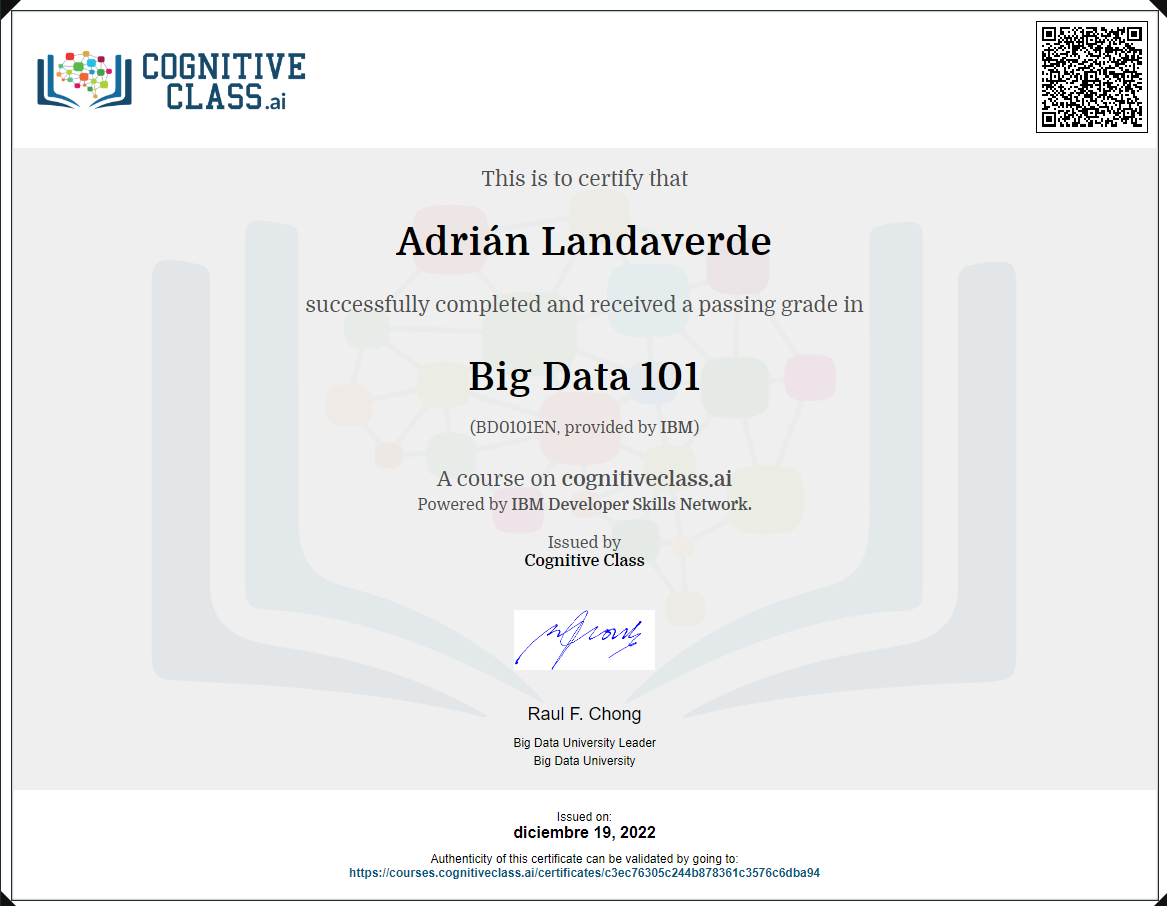 COGNITIVE
CLASS.ai
This is to certify that
Adrián Landaverde
successfully completed and received a passing grade in
Big Data 101
(BD0101EN, provided by IBM)
A course on cognitiveclass.ai
Powered by IBM Developer Skills Network.
Issued by
Cognitive Class
Raul F. Chong
Big Data University Leader
Big Data University
Issued on:
diciembre 19, 2022
Authenticity of this certificate can be validated by going to:
https://courses.cognitiveclass.ai/certificates/c3ec76305c244b878361c3576c6dba94